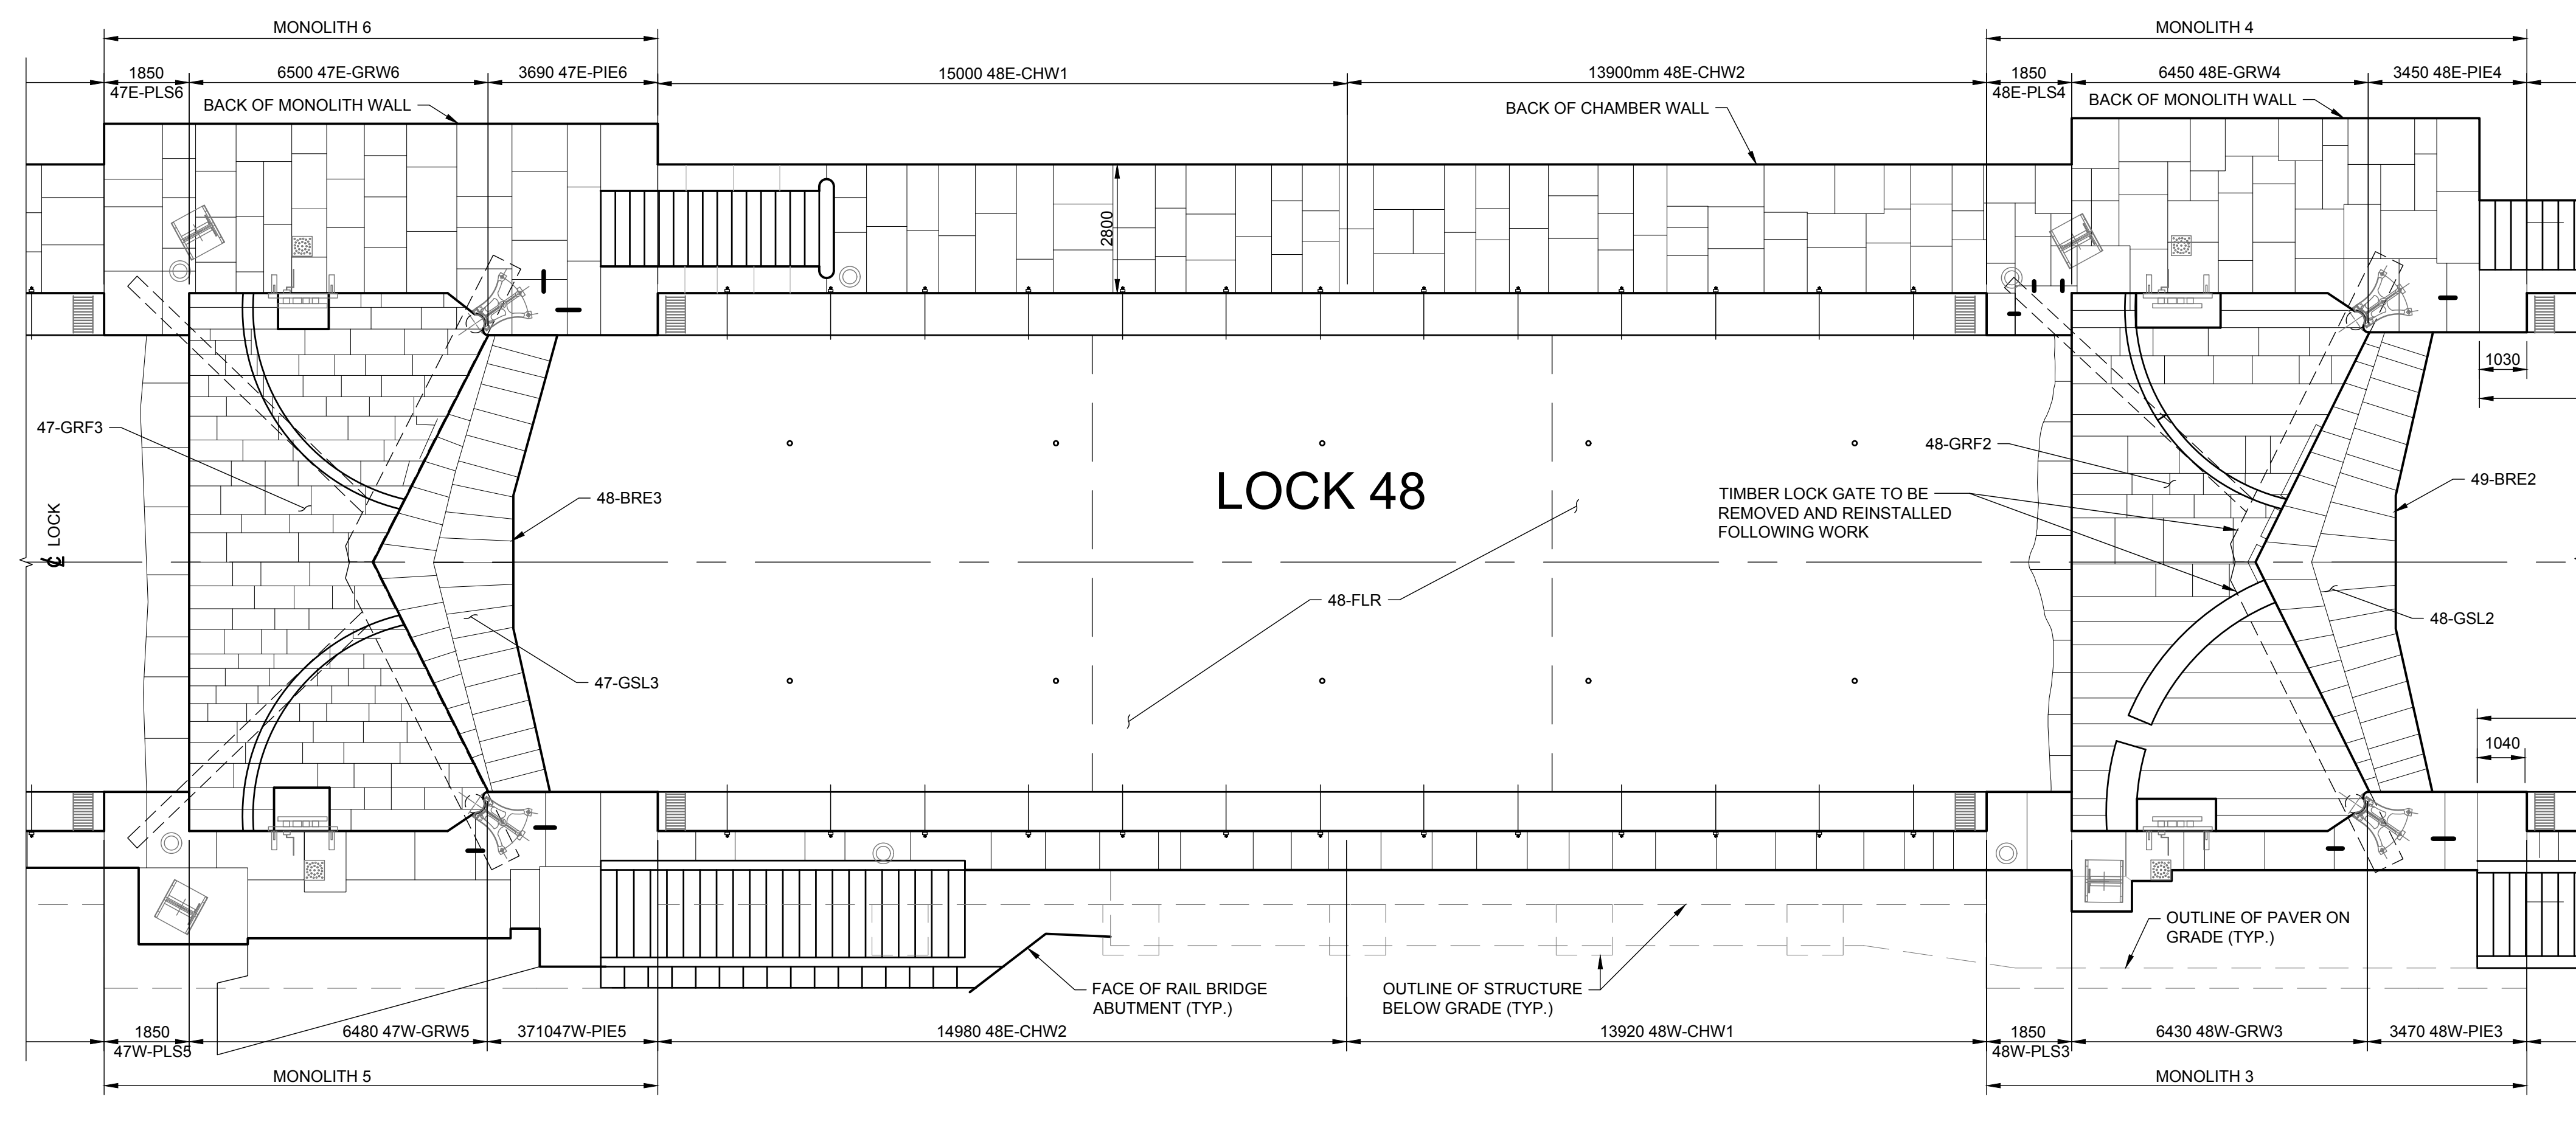 MONOLITH 6
MONOLITH 4
1850
6500 47E-GRW6
3690 47E-PIE6
15000 48E-CHW1
13900mm 48E-CHW2
1850
6450 48E-GRW4
3450 48E-PIE4
47E-PLS6
48E-PLS4
BACK OF MONOLITH WALL
BACK OF CHAMBER WALL
BACK OF MONOLITH WALL
2800
1030
47-GRF3
48-GRF2
48-BRE3
LOCK 48
49-BRE2
TIMBER LOCK GATE TO BE
REMOVED AND REINSTALLED
FOLLOWING WORK
℄ LOCK
48-FLR
48-GSL2
47-GSL3
1040
OUTLINE OF PAVER ON
GRADE (TYP.)
FACE OF RAIL BRIDGE
ABUTMENT (TYP.)
OUTLINE OF STRUCTURE
BELOW GRADE (TYP.)
1850
6480 47W-GRW5
371047W-PIE5
14980 48E-CHW2
13920 48W-CHW1
1850
6430 48W-GRW3
3470 48W-PIE3
47W-PLS5
48W-PLS3
MONOLITH 5
MONOLITH 3